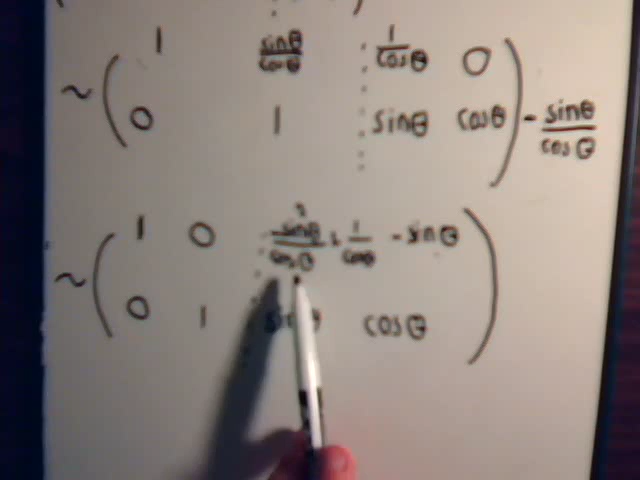 ~ ( 1 sinθ/cosθ ⋮ 1/cosθ 0
0 1 ⋮ sinθ cosθ ) - sinθ/cosθ
~ ( 1 0 ⋮ -sin²θ/cosθ + 1/cosθ -sinθ
0 1 ⋮ sinθ cosθ )